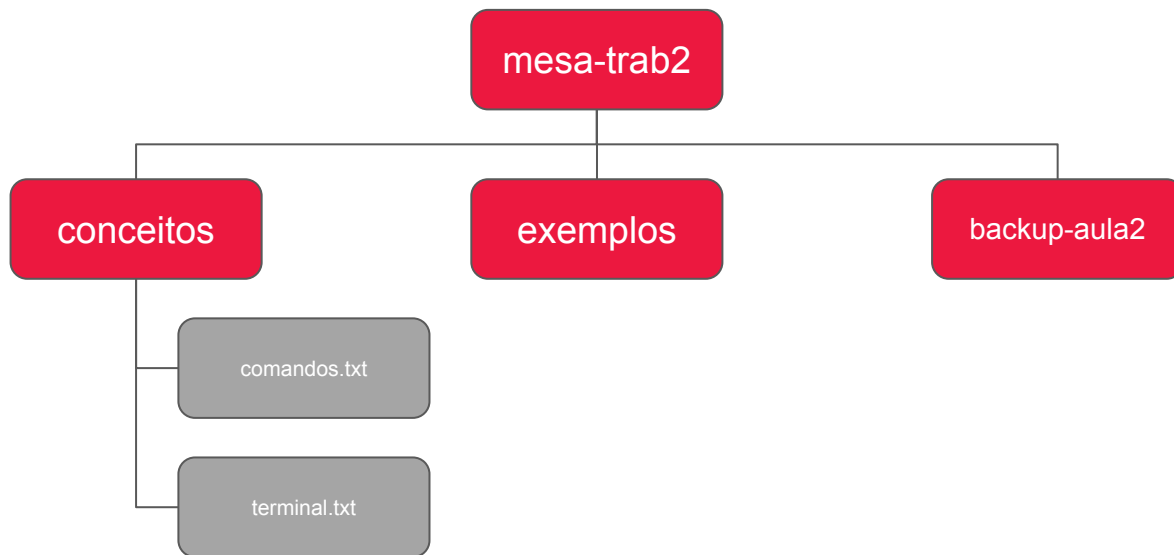 mesa-trab2
conceitos
exemplos
backup-aula2
comandos.txt
terminal.txt